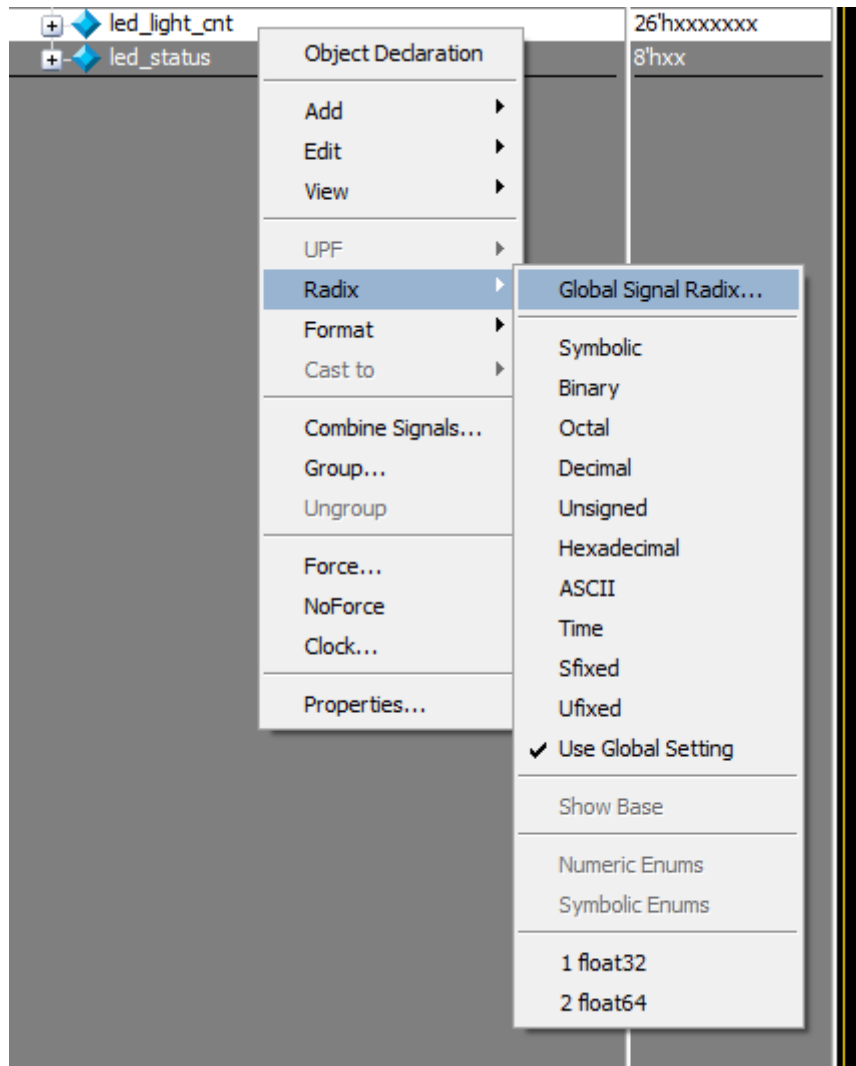 led_light_cnt 26'hxxxxxxx
led_status 8'hxx
Object Declaration
Add
Edit
View
UPF
Radix
Format
Cast to
Combine Signals...
Group...
Ungroup
Force...
NoForce
Clock...
Properties...
Global Signal Radix...
Symbolic
Binary
Octal
Decimal
Unsigned
Hexadecimal
ASCII
Time
Sfixed
Ufixed
Use Global Setting
Show Base
Numeric Enums
Symbolic Enums
1 float32
2 float64